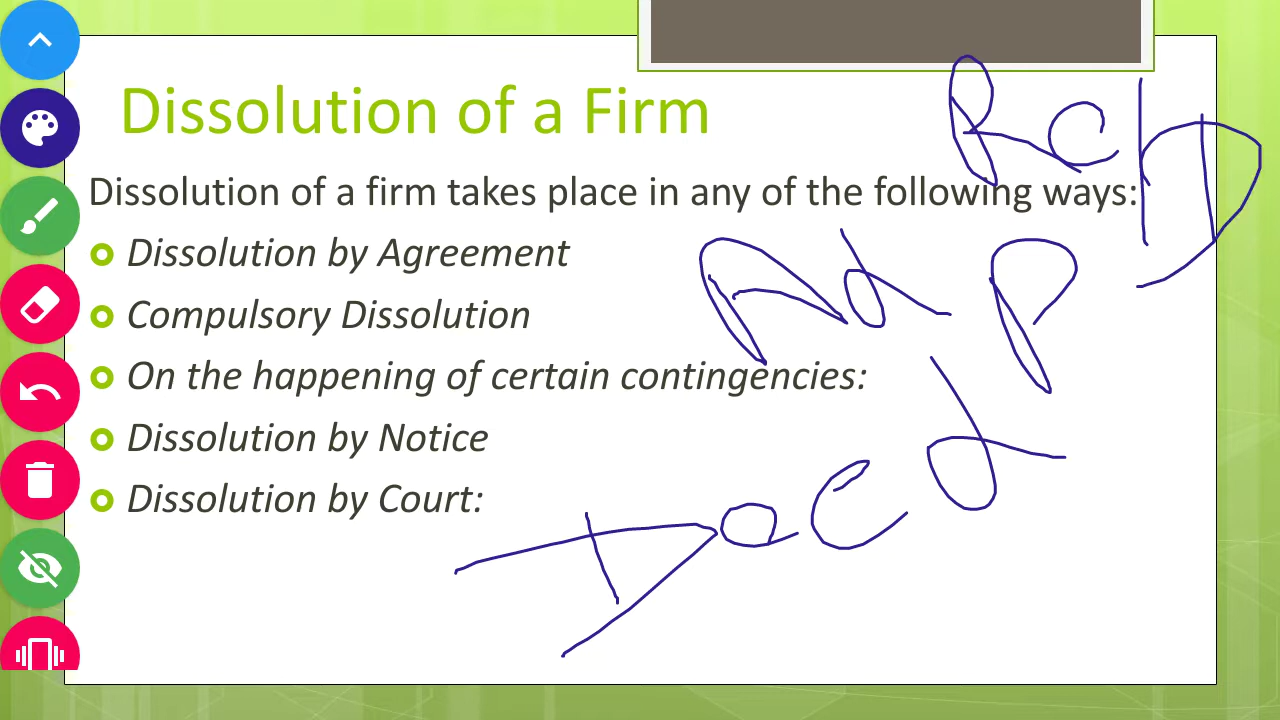 Dissolution of a Firm
Dissolution of a firm takes place in any of the following ways:
Dissolution by Agreement
Compulsory Dissolution
On the happening of certain contingencies:
Dissolution by Notice
Dissolution by Court: